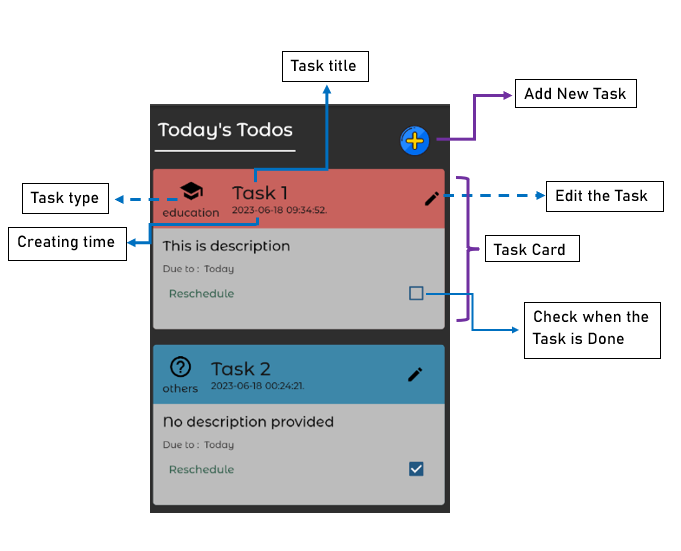 Task title
Add New Task
Today's Todos
Task type
education
Task 1
2023-06-18 09:34:52.
Edit the Task
Creating time
This is description
Due to : Today
Reschedule
Task Card
Check when the
Task is Done
others
Task 2
2023-06-18 00:24:21.
No description provided
Due to : Today
Reschedule